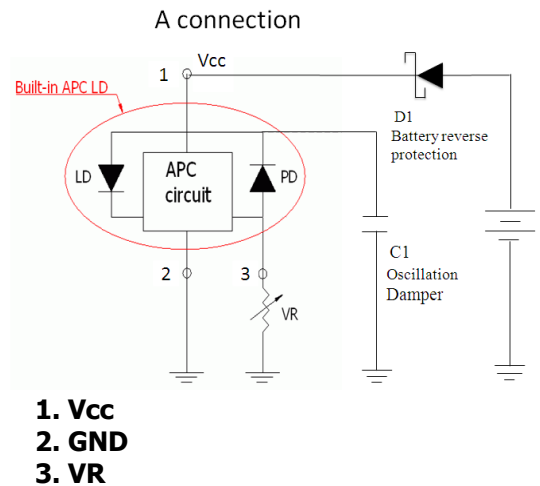 A connection
1
Vcc
Built-in APC LD
D1
Battery reverse
protection
LD
APC
circuit
PD
C1
Oscillation
Damper
2
3
VR
1. Vcc
2. GND
3. VR